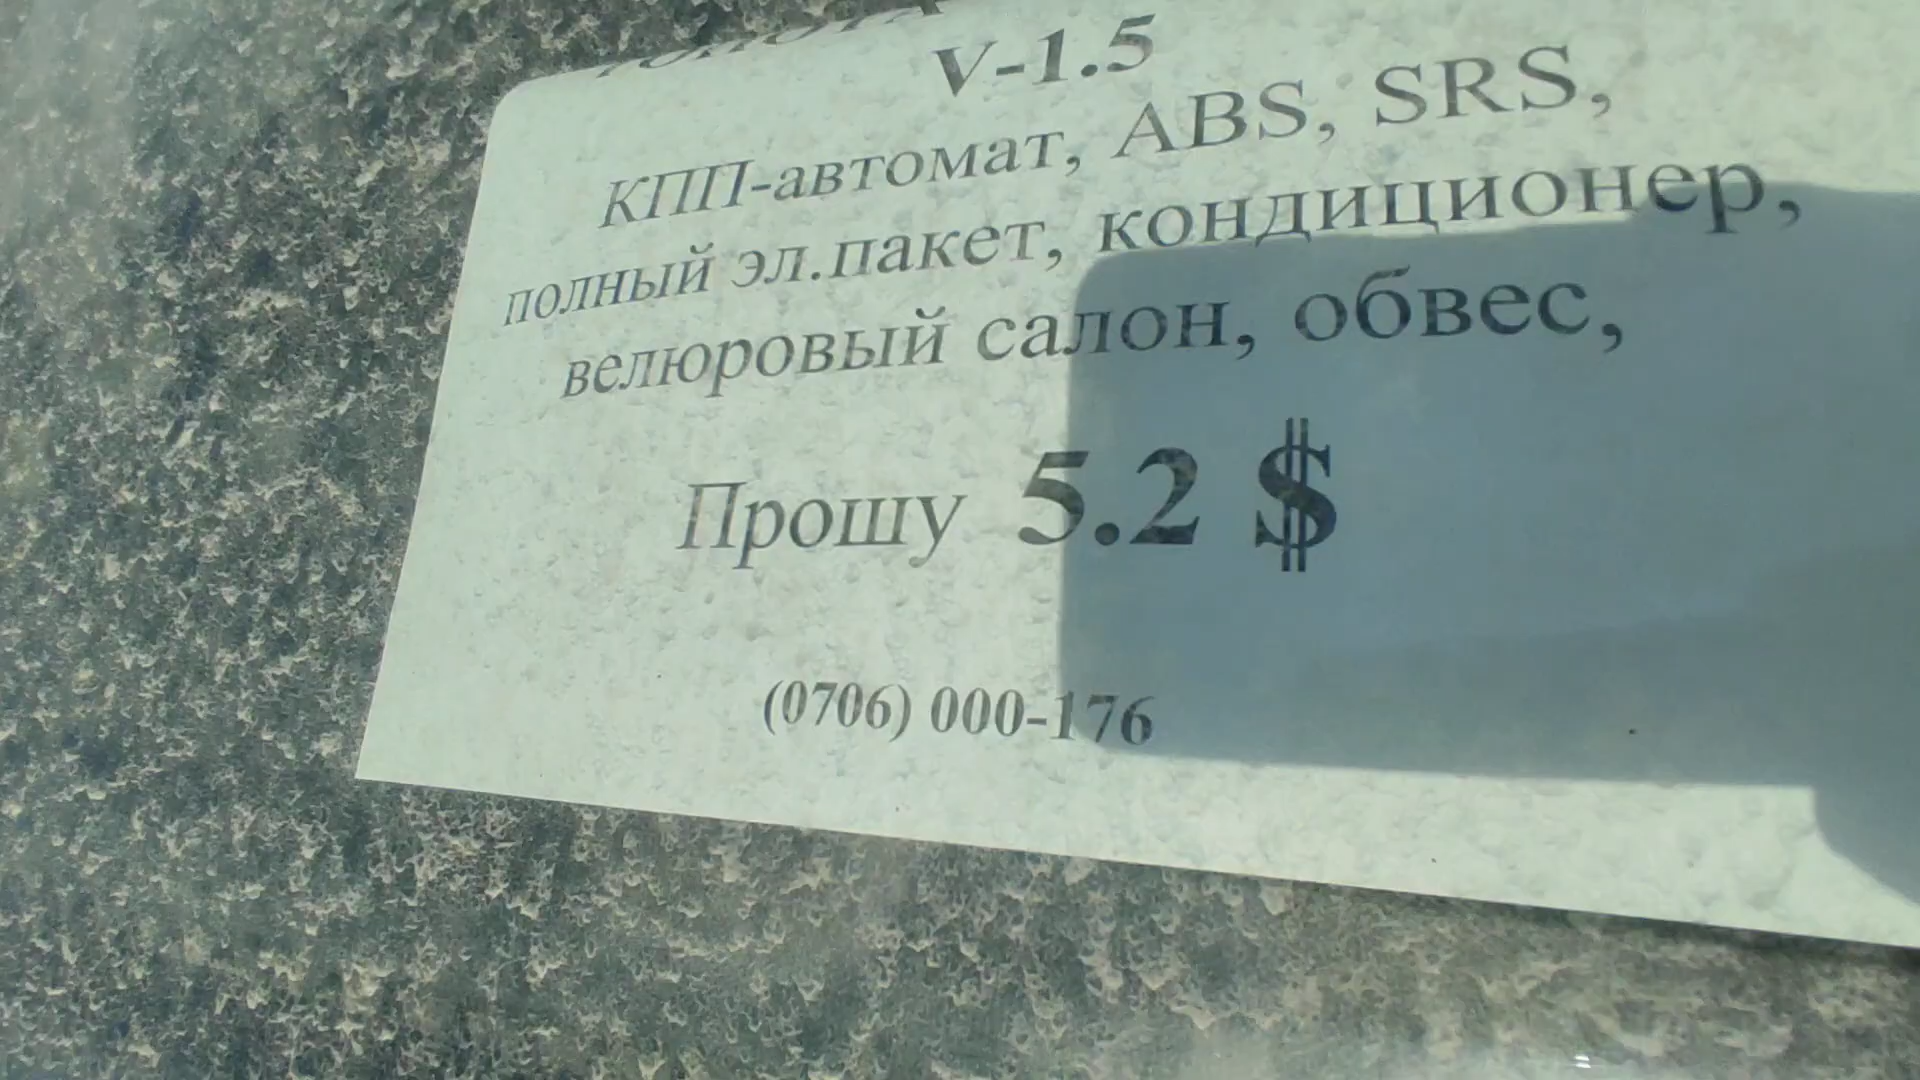 V-1.5
КПП-автомат, ABS, SRS,
полный эл.пакет, кондиционер,
велюровый салон, обвес,
Прошу 5.2 $
(0706) 000-176